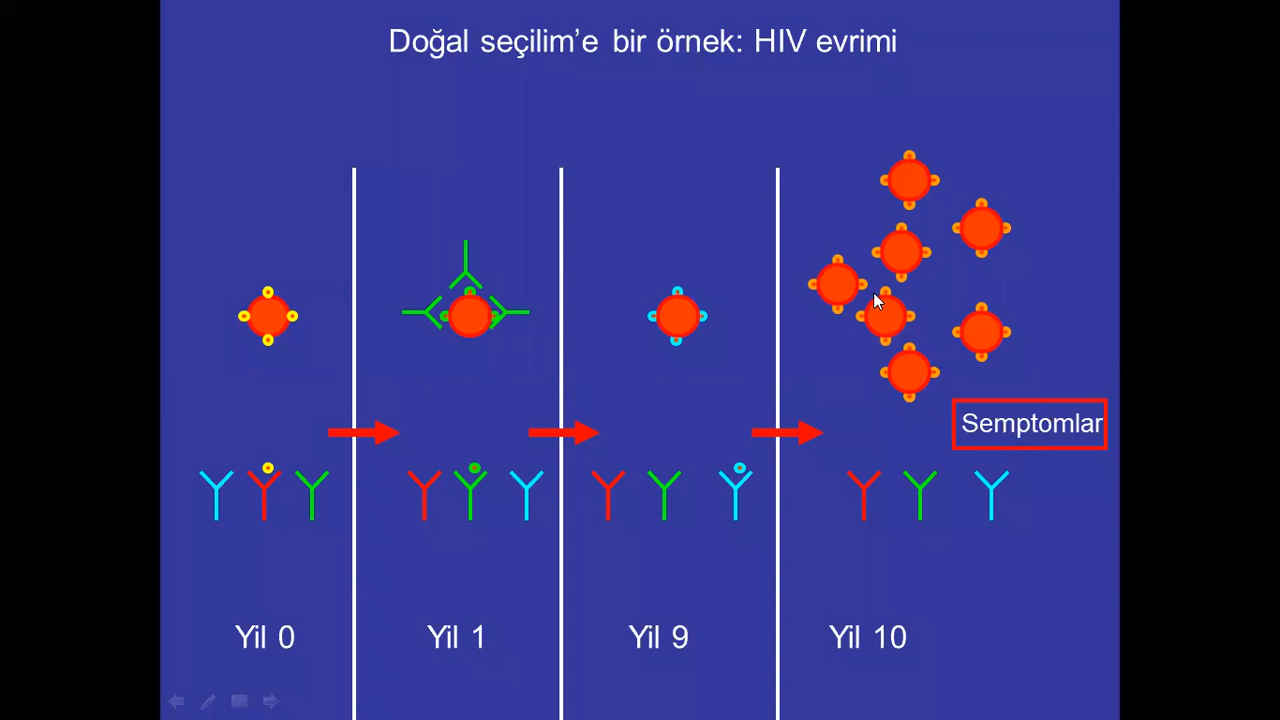 Doğal seçilim’e bir örnek: HIV evrimi
Semptomlar
Yil 0
Yil 1
Yil 9
Yil 10